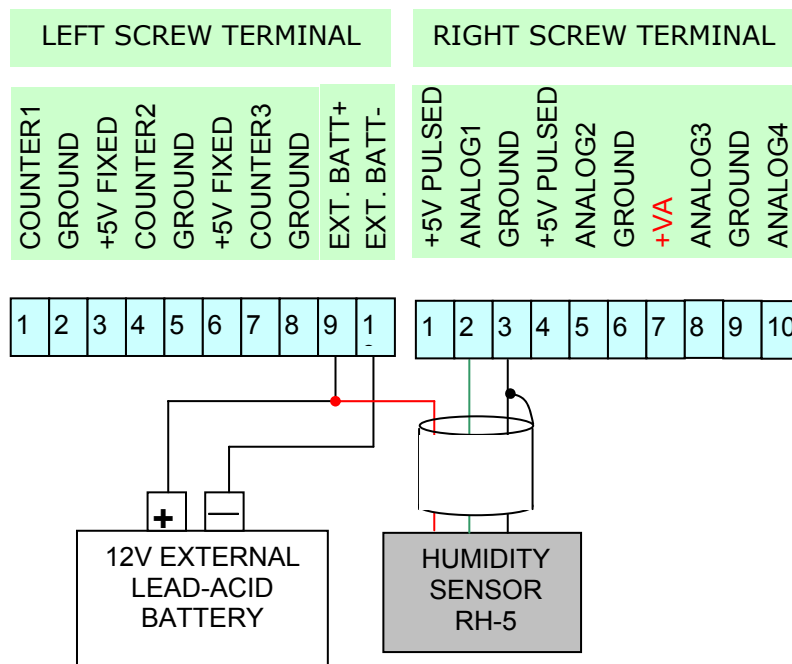 LEFT SCREW TERMINAL
RIGHT SCREW TERMINAL
COUNTER1
GROUND
+5V FIXED
COUNTER2
GROUND
+5V FIXED
COUNTER3
GROUND
EXT. BATT+
EXT. BATT-
+5V PULSED
ANALOG1
GROUND
+5V PULSED
ANALOG2
GROUND
+VA
ANALOG3
GROUND
ANALOG4
1 2 3 4 5 6 7 8 9 1
1 2 3 4 5 6 7 8 9 10
+ —
12V EXTERNAL
LEAD-ACID
BATTERY
HUMIDITY
SENSOR
RH-5